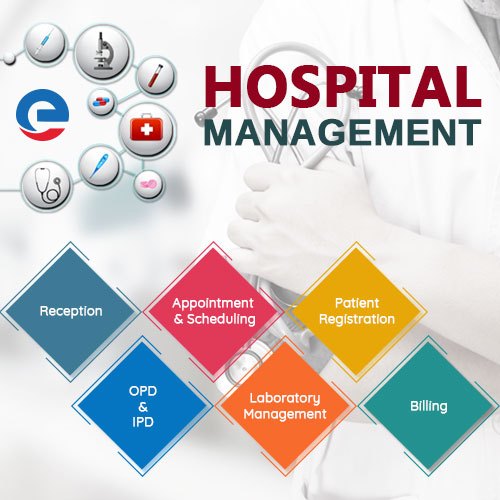 e
HOSPITAL
MANAGEMENT
Reception
Appointment
& Scheduling
Patient
Registration
OPD
&
IPD
Laboratory
Management
Billing